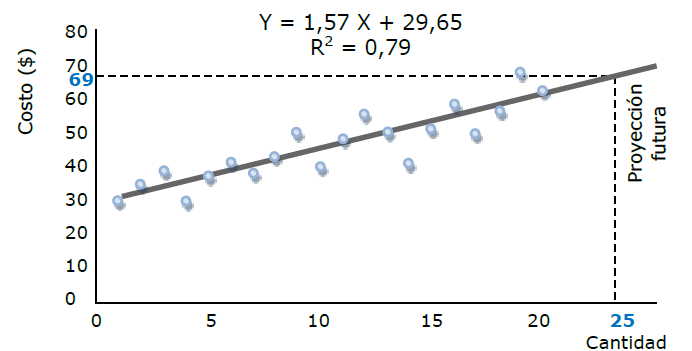 Y = 1,57 X + 29,65
R² = 0,79
Costo ($)
80
70
69
60
50
40
30
20
10
0
Proyección
futura
0
5
10
15
20
25
Cantidad